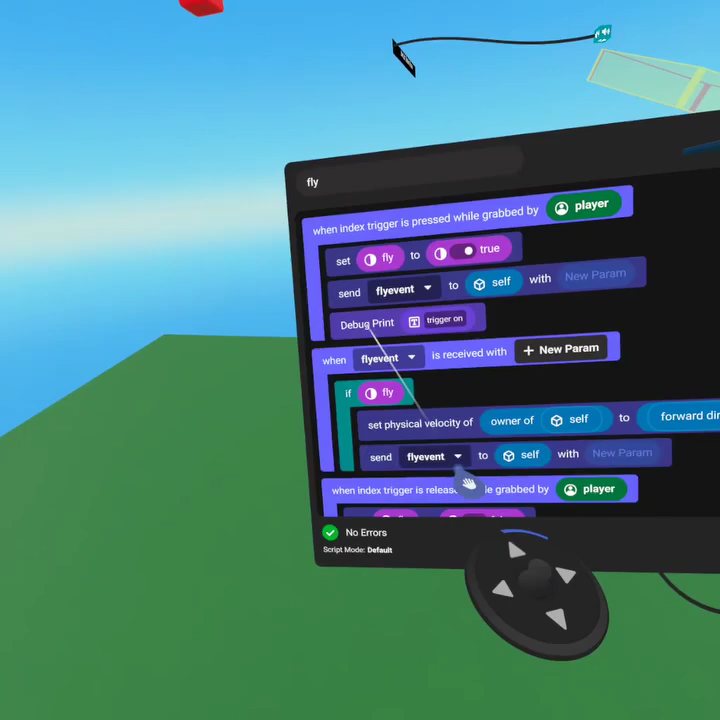 fly
when index trigger is pressed while grabbed by player
set fly to true
send flyevent to self with New Param
Debug Print trigger on
when flyevent is received with + New Param
if fly
set physical velocity of owner of self to forward dir
send flyevent to self with New Param
when index trigger is released while grabbed by player
No Errors
Script Mode: Default